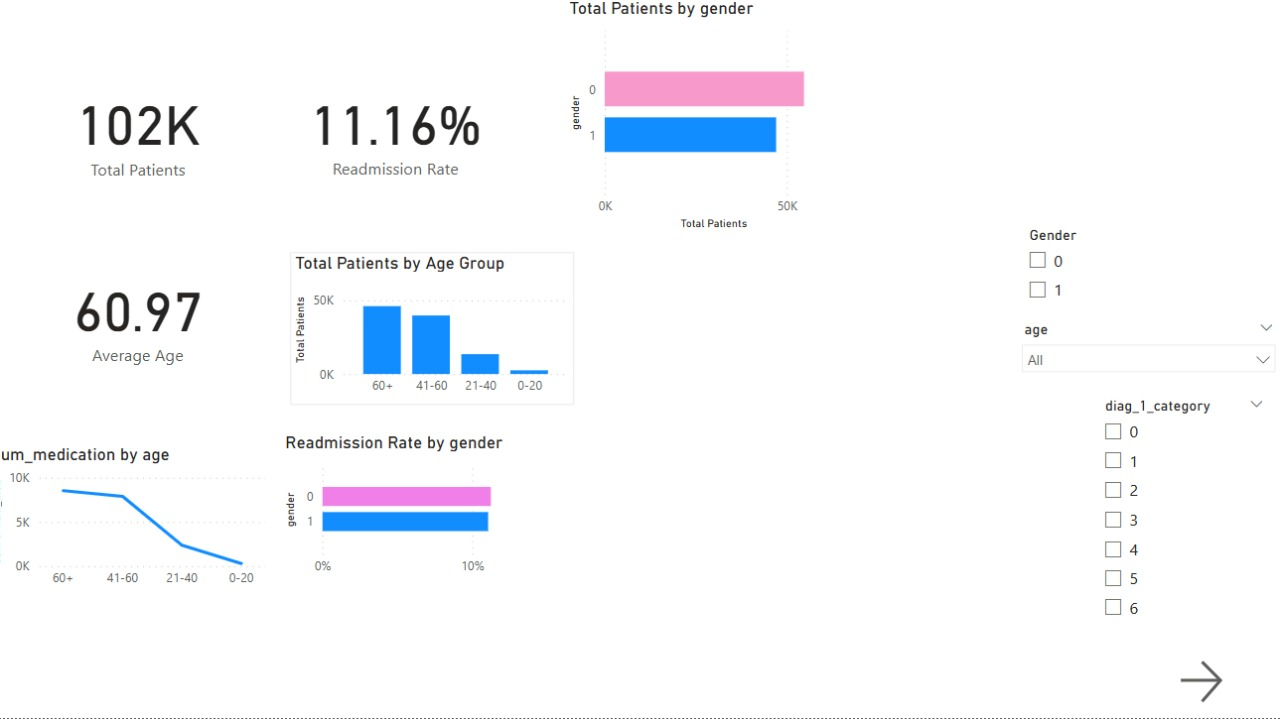 Total Patients by gender
gender
0
1
0K 50K
Total Patients
102K
Total Patients
11.16%
Readmission Rate
60.97
Average Age
Total Patients by Age Group
Total Patients
50K
0K
60+ 41-60 21-40 0-20
um_medication by age
10K
5K
0K
60+ 41-60 21-40 0-20
Readmission Rate by gender
gender
0
1
0% 10%
Gender
0
1
age
All
diag_1_category
0
1
2
3
4
5
6